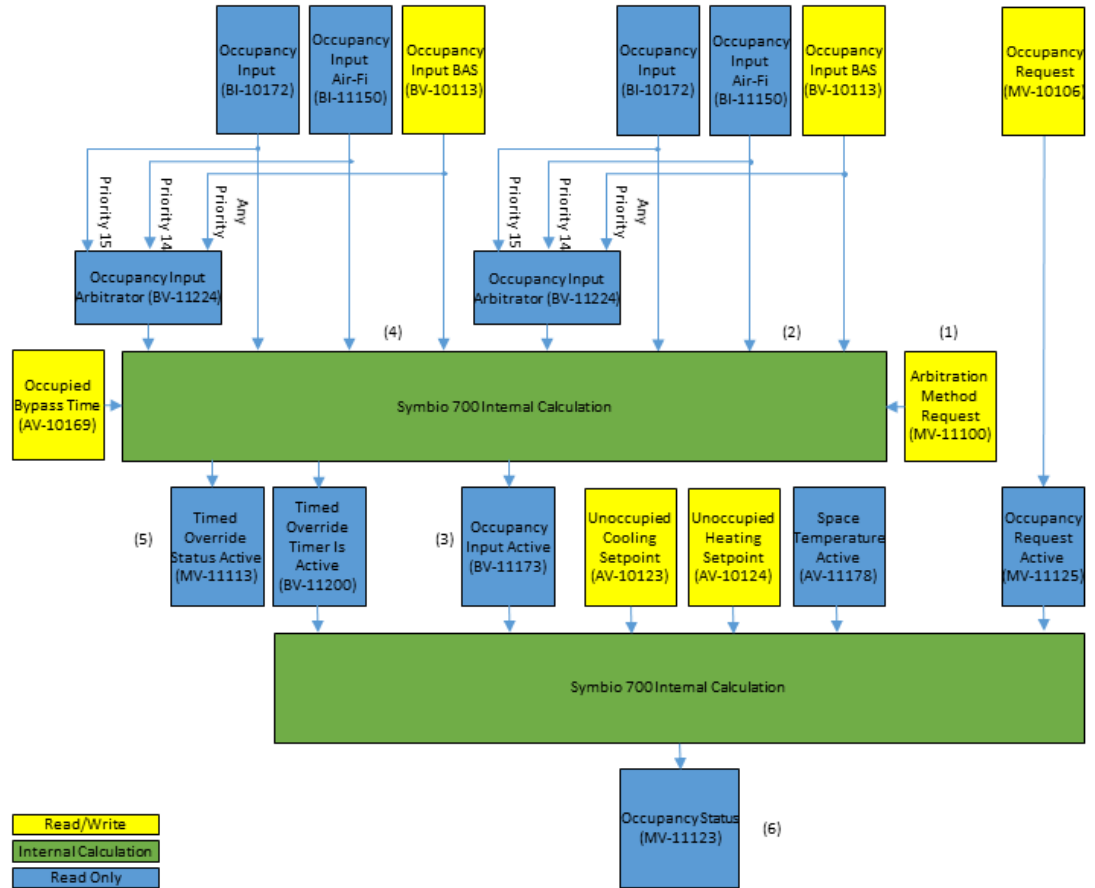 Occupancy
Input
(BI-10172)
Occupancy
Input
Air-Fi
(BI-11150)
Occupancy
Input BAS
(BV-10113)
Occupancy
Input
(BI-10172)
Occupancy
Input
Air-Fi
(BI-11150)
Occupancy
Input BAS
(BV-10113)
Occupancy
Request
(MV-10106)
Priority 15
Priority 14
Any
Priority
Priority 15
Priority 14
Any
Priority
Occupancy Input
Arbitrator (BV-11224)
Occupancy Input
Arbitrator (BV-11224)
(4)
(2)
(1)
Occupied
Bypass Time
(AV-10169)
Symbio 700 Internal Calculation
Arbitration
Method
Request
(MV-11100)
(5)
Timed
Override
Status Active
(MV-11113)
Timed
Override
Timer Is
Active
(BV-11200)
(3)
Occupancy
Input Active
(BV-11173)
Unoccupied
Cooling
Setpoint
(AV-10123)
Unoccupied
Heating
Setpoint
(AV-10124)
Space
Temperature
Active
(AV-11178)
Occupancy
Request
Active
(MV-11125)
Symbio 700 Internal Calculation
Occupancy Status
(MV-11123)
(6)
Read/Write
Internal Calculation
Read Only